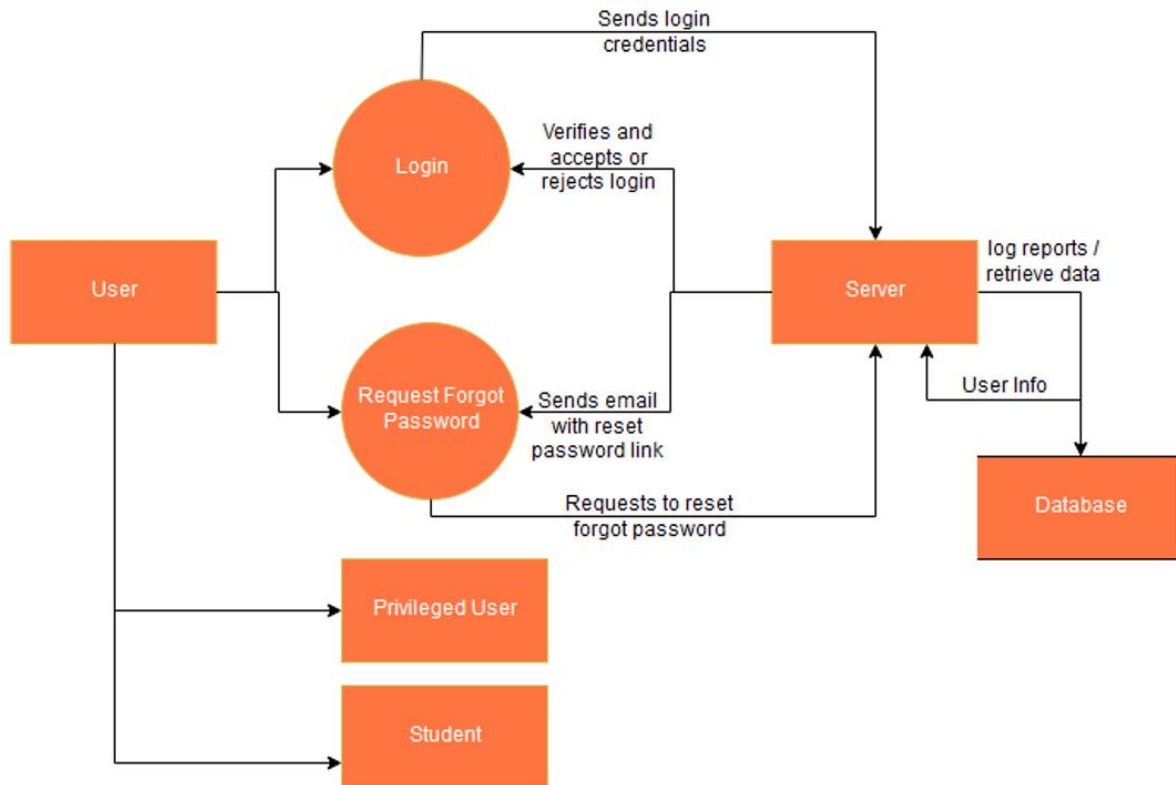 Sends login
credentials
Login
Verifies and
accepts or
rejects login
User
Server
log reports /
retrieve data
Request Forgot
Password
Sends email
with reset
password link
User Info
Requests to reset
forgot password
Database
Privileged User
Student